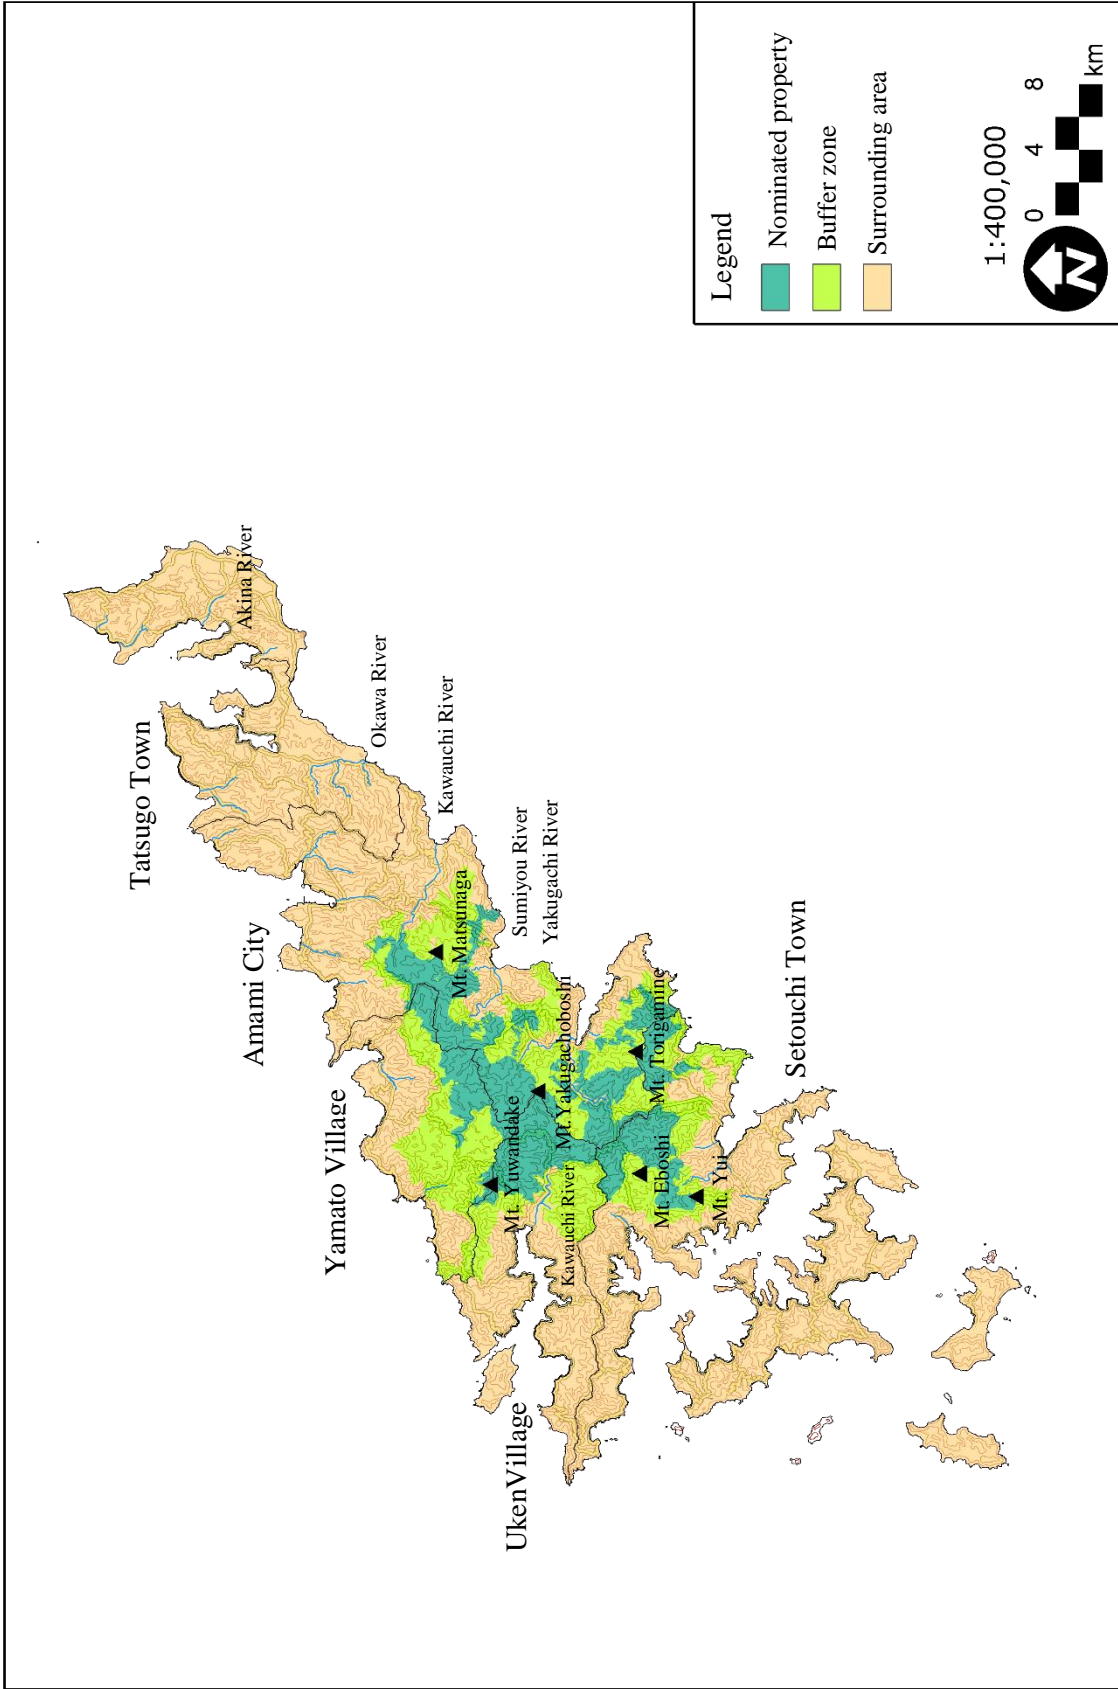 Tatsugo Town
Akina River
Amami City
Okawa River
Kawauchi River
Yamato Village
Mt. Matsunaga
Sumiyou River
Yakugachi River
Mt. Yuwandake
Mt.Yakugachoboshi
UkenVillage
Kawauchi River
Mt. Eboshi
Mt. Torigamine
Mt. Yui
Setouchi Town
Legend
Nominated property
Buffer zone
Surrounding area
1:400,000
0 4 8
km
N